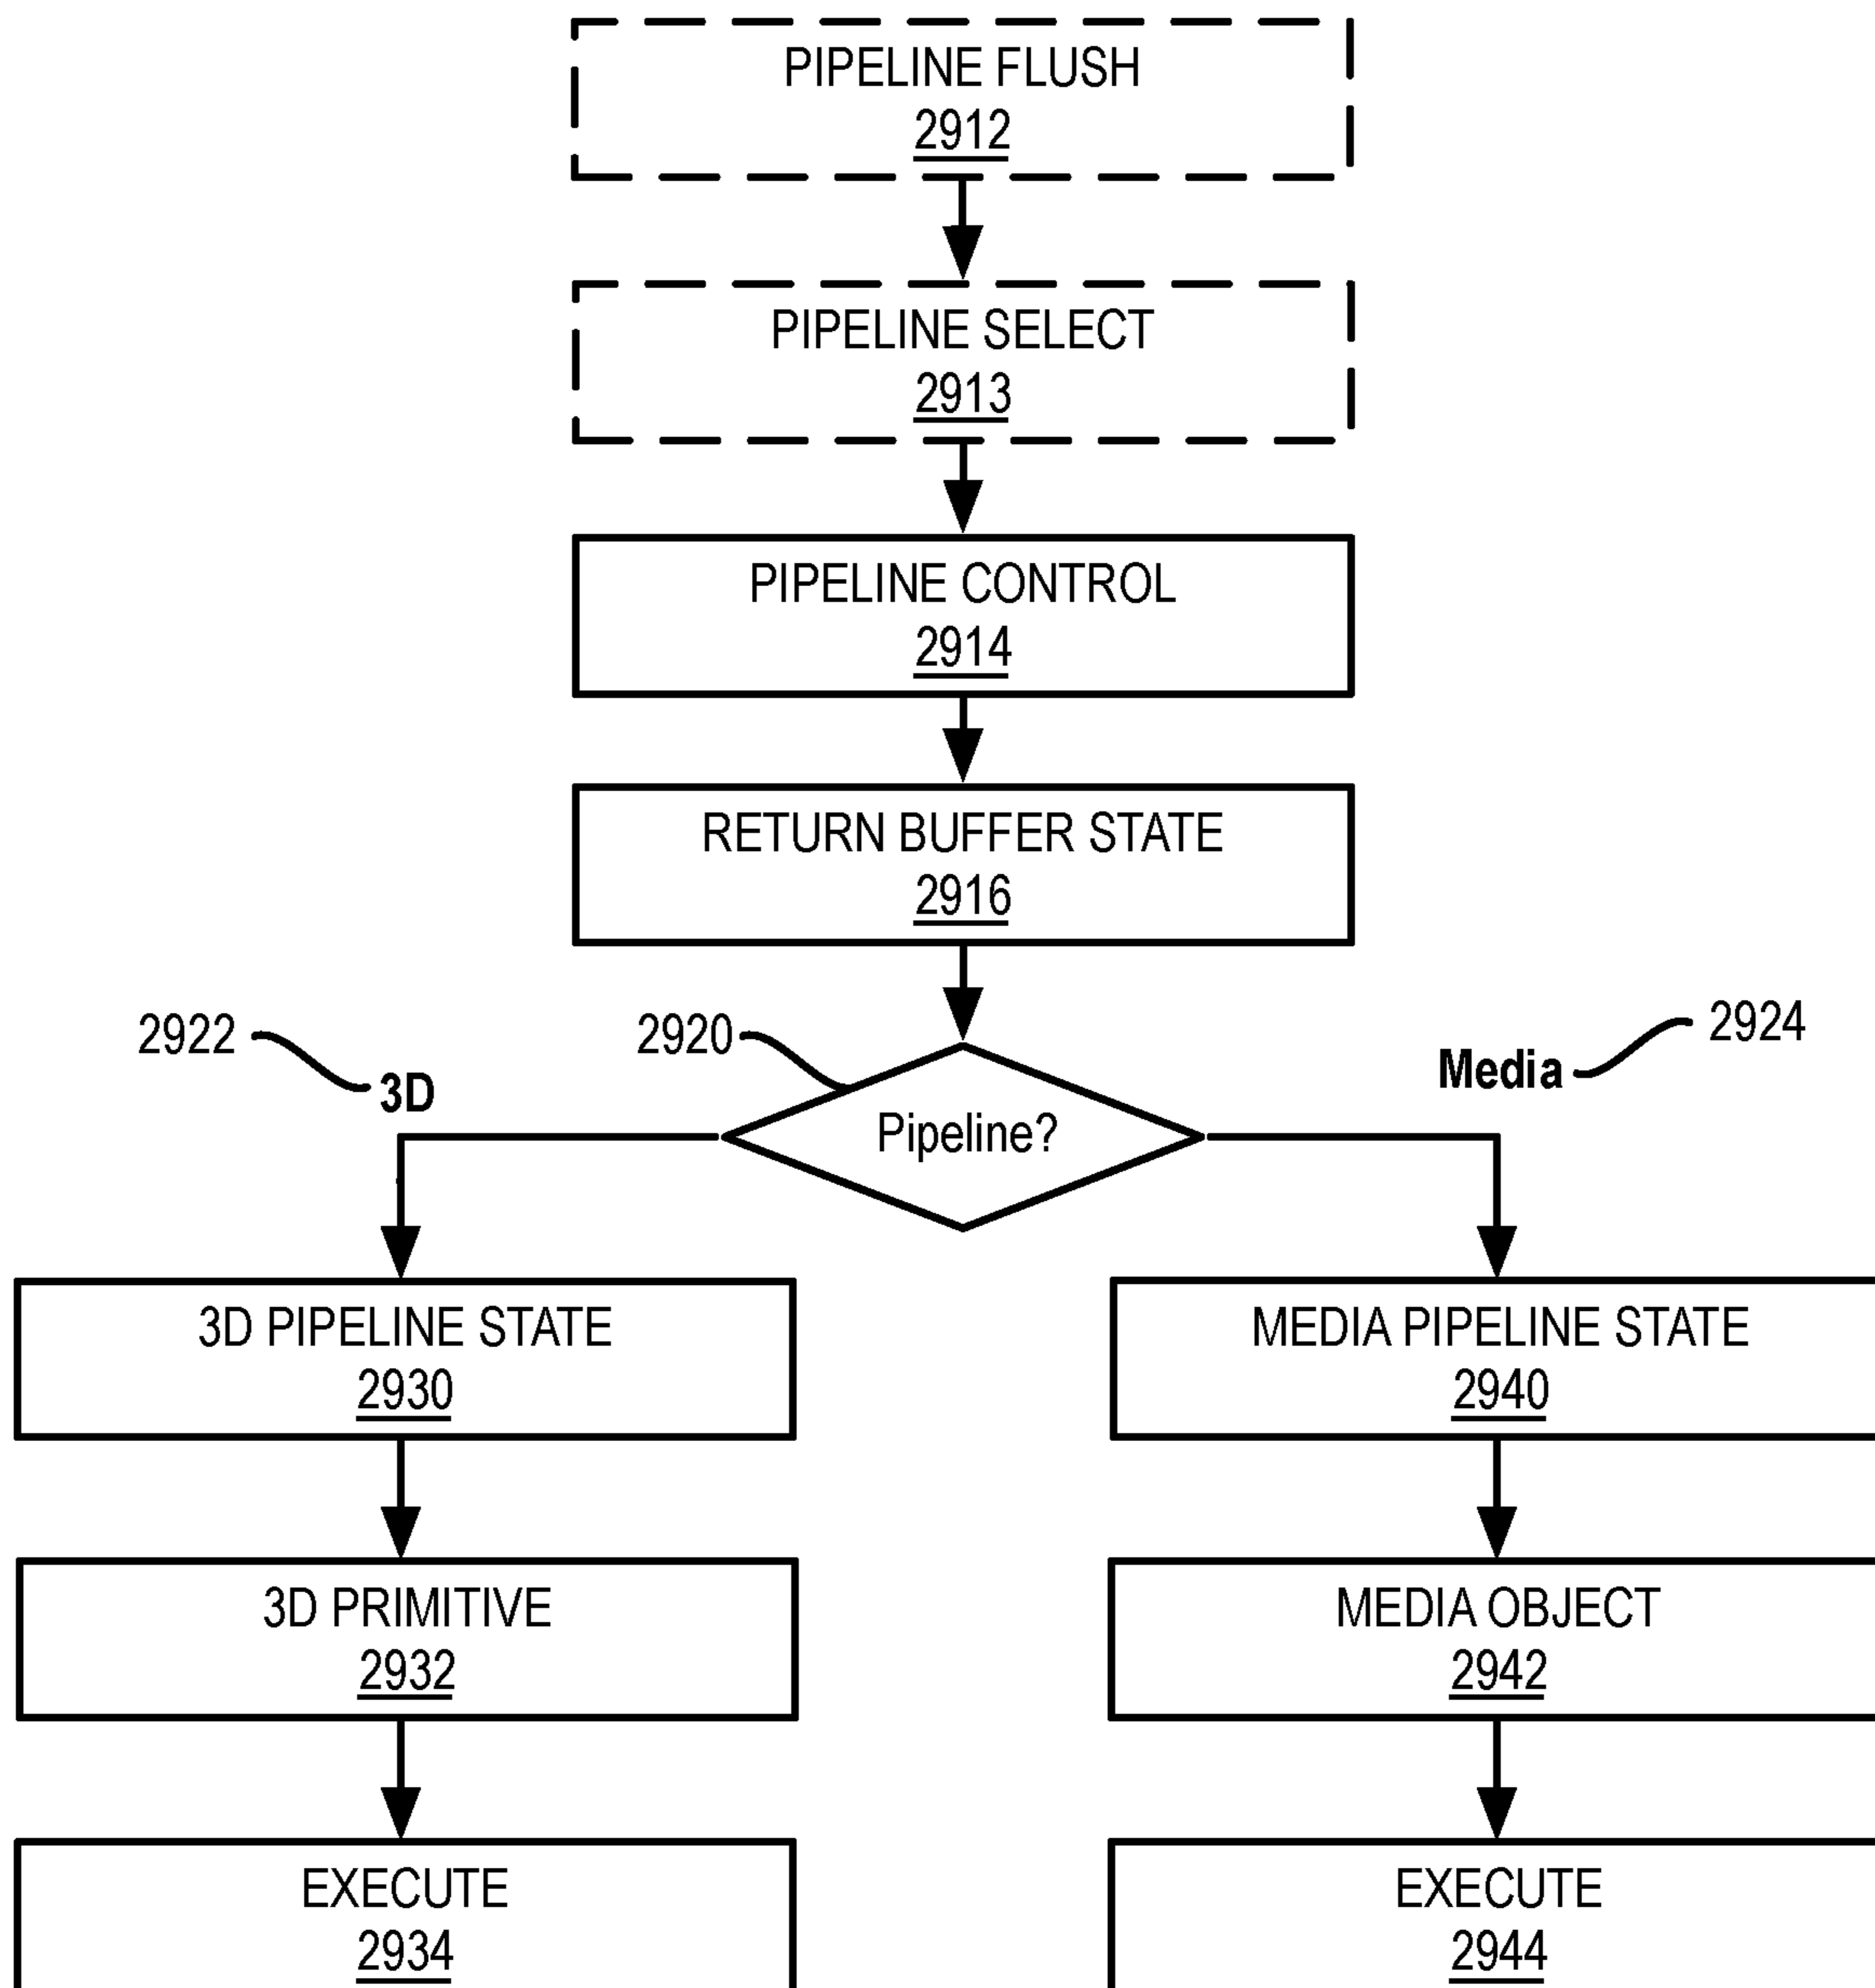 PIPELINE FLUSH
2912
PIPELINE SELECT
2913
PIPELINE CONTROL
2914
RETURN BUFFER STATE
2916
2922
3D
2920
Pipeline?
Media
2924
3D PIPELINE STATE
2930
MEDIA PIPELINE STATE
2940
3D PRIMITIVE
2932
MEDIA OBJECT
2942
EXECUTE
2934
EXECUTE
2944